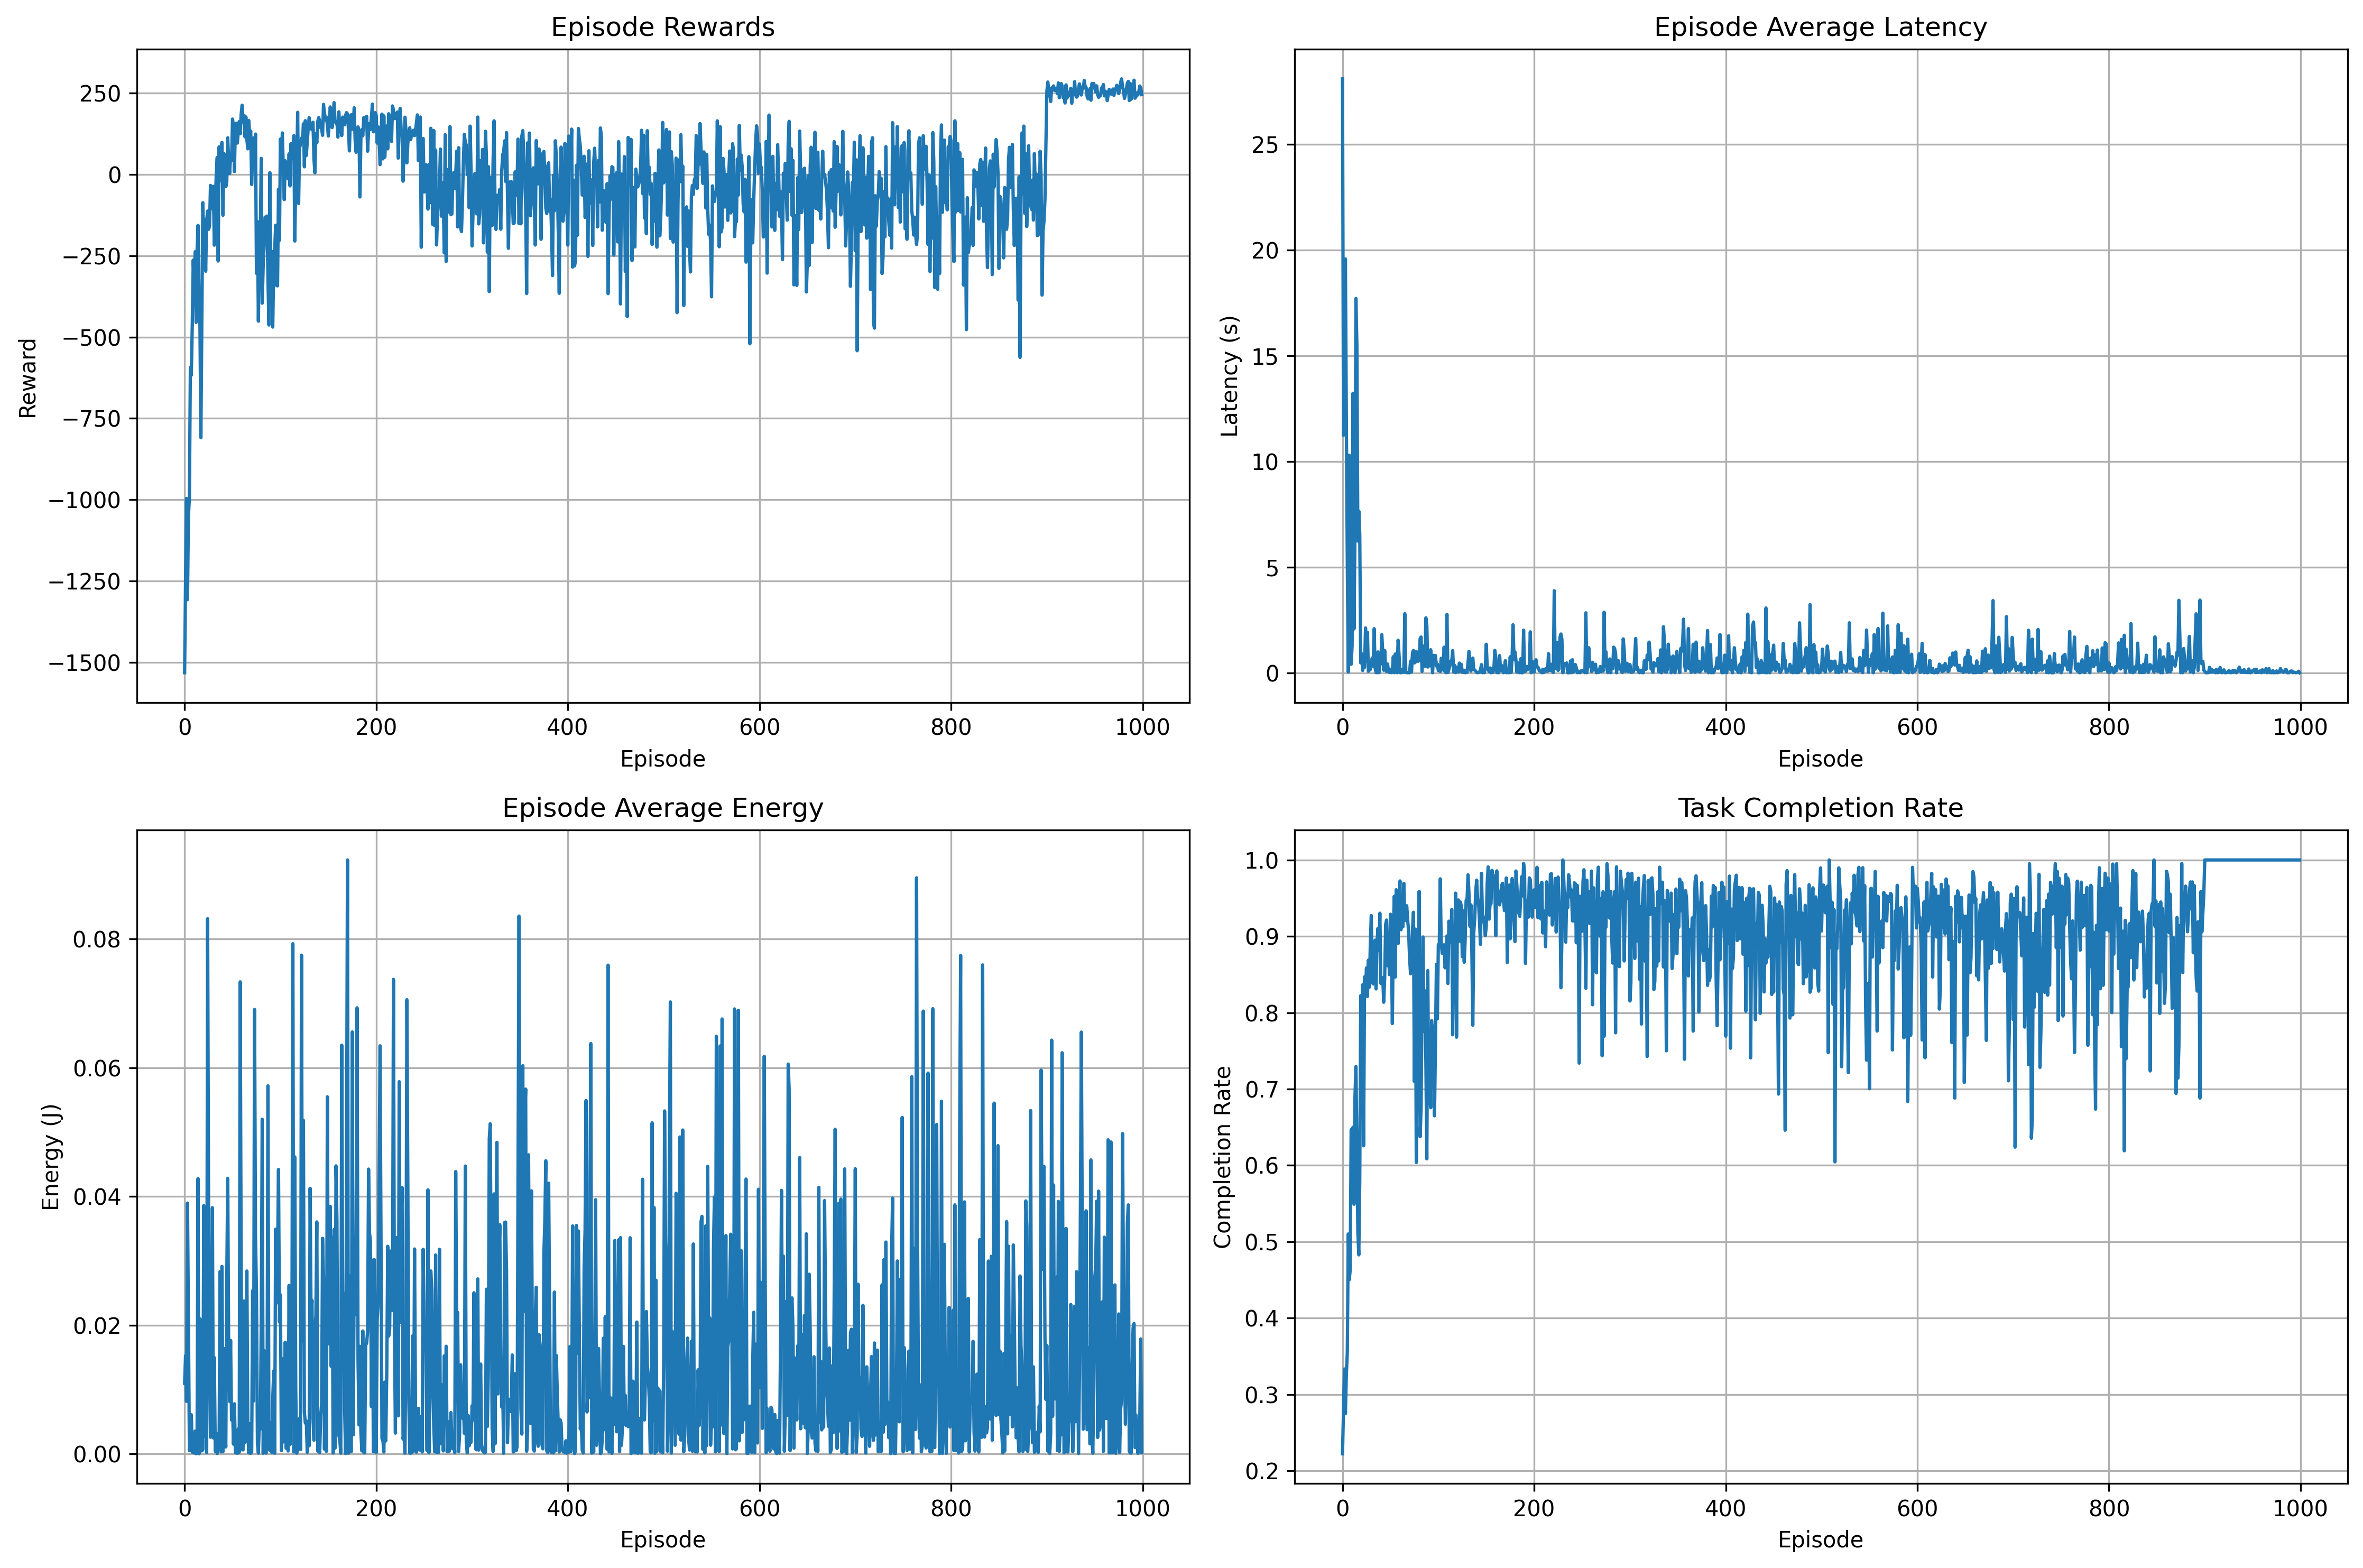 Episode Rewards
250
0
−250
−500
−750
−1000
−1250
−1500
Reward
0 200 400 600 800 1000
Episode
Episode Average Latency
25
20
15
10
5
0
Latency (s)
0 200 400 600 800 1000
Episode
Episode Average Energy
0.08
0.06
0.04
0.02
0.00
Energy (J)
0 200 400 600 800 1000
Episode
Task Completion Rate
1.0
0.9
0.8
0.7
0.6
0.5
0.4
0.3
0.2
Completion Rate
0 200 400 600 800 1000
Episode